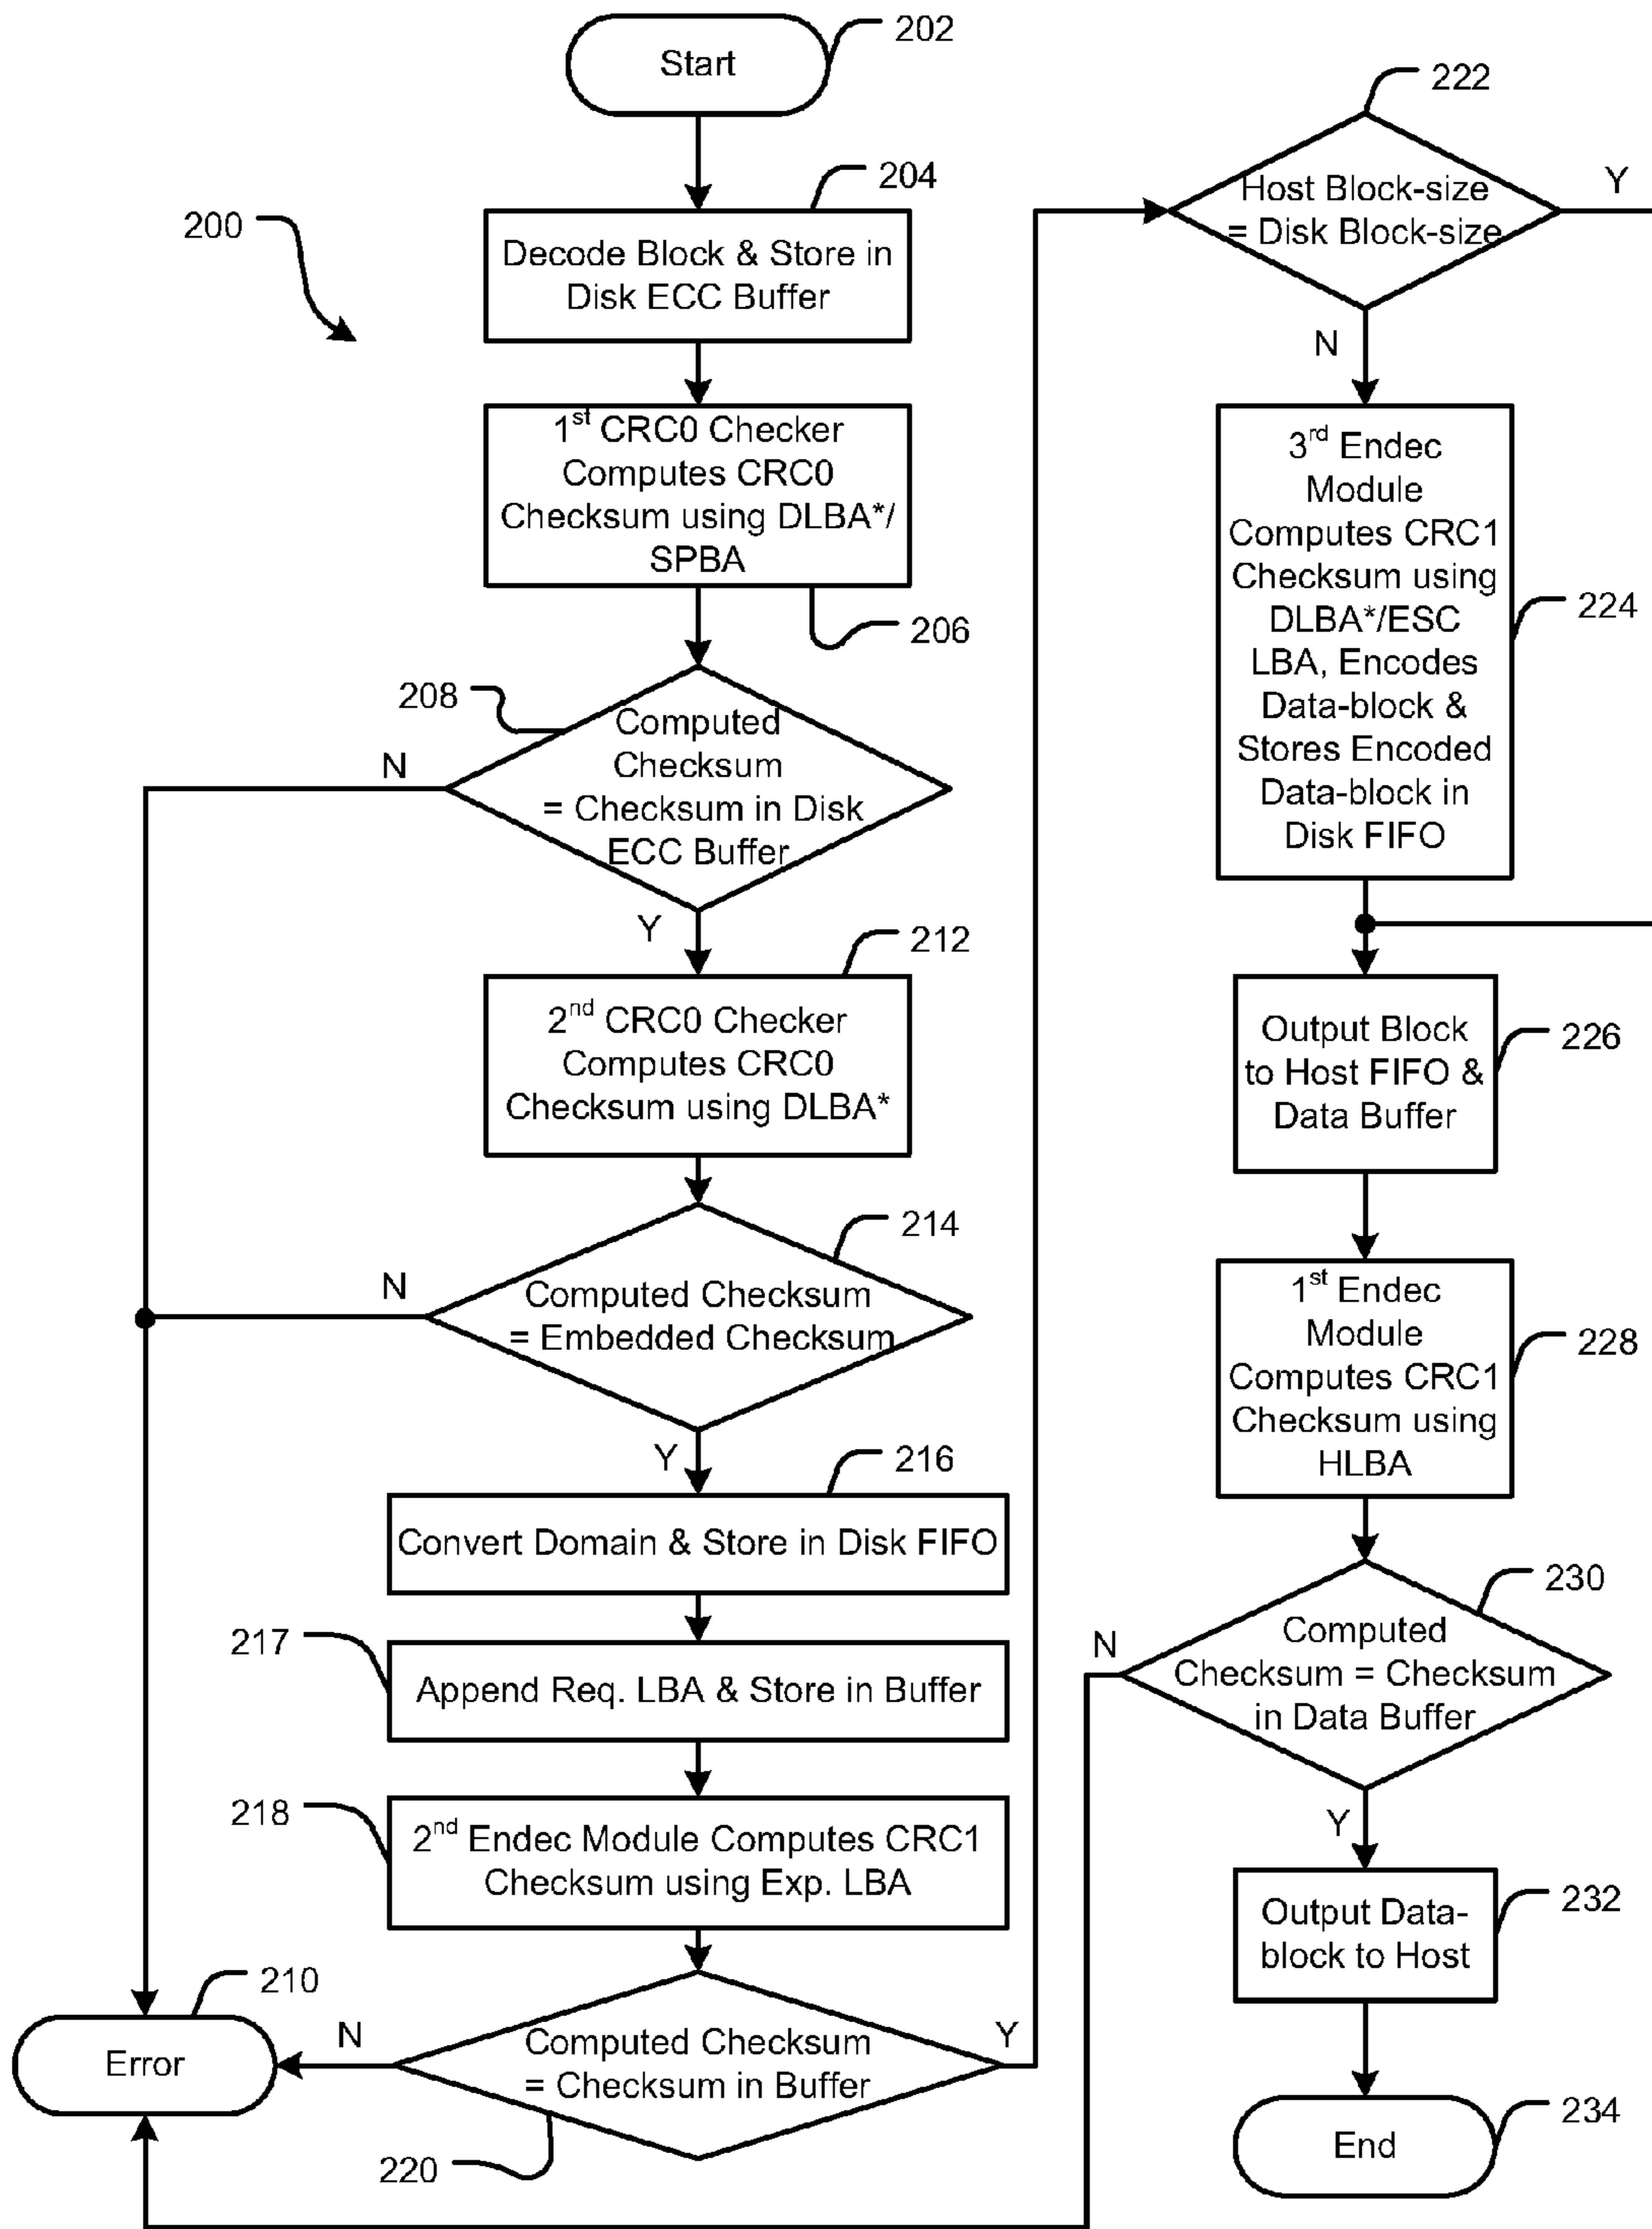 Start
202
200
204
Decode Block & Store in
Disk ECC Buffer
1st CRC0 Checker
Computes CRC0
Checksum using DLBA*/
SPBA
206
208
Computed
Checksum
= Checksum in Disk
ECC Buffer
N
Y
212
2nd CRC0 Checker
Computes CRC0
Checksum using DLBA*
214
Computed Checksum
= Embedded Checksum
N
Y
216
Convert Domain & Store in Disk FIFO
217
Append Req. LBA & Store in Buffer
218
2nd Endec Module Computes CRC1
Checksum using Exp. LBA
210
Error
N
Computed Checksum
= Checksum in Buffer
Y
220
222
Host Block-size
= Disk Block-size
Y
N
3rd Endec
Module
Computes CRC1
Checksum using
DLBA*/ESC
LBA, Encodes
Data-block &
Stores Encoded
Data-block in
Disk FIFO
224
Output Block
to Host FIFO &
Data Buffer
226
1st Endec
Module
Computes CRC1
Checksum using
HLBA
228
230
Computed
Checksum = Checksum
in Data Buffer
N
Y
Output Data-
block to Host
232
End
234